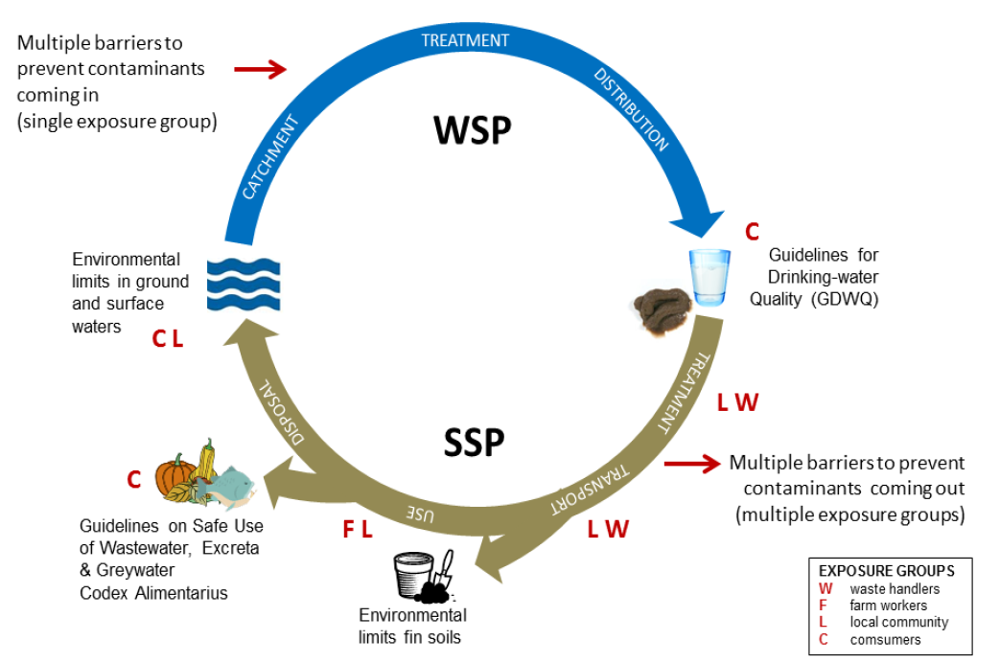 Multiple barriers to
prevent contaminants
coming in
(single exposure group)
TREATMENT
DISTRIBUTION
CATCHMENT
WSP
C
Guidelines for
Drinking-water
Quality (GDWQ)
Environmental
limits in ground
and surface
waters
C L
TREATMENT
L W
DISPOSAL
SSP
TRANSPORT
Multiple barriers to prevent
contaminants coming out
(multiple exposure groups)
C
USE
F L
L W
Guidelines on Safe Use
of Wastewater, Excreta
& Greywater
Codex Alimentarius
Environmental
limits fin soils
EXPOSURE GROUPS
W waste handlers
F farm workers
L local community
C comsumers